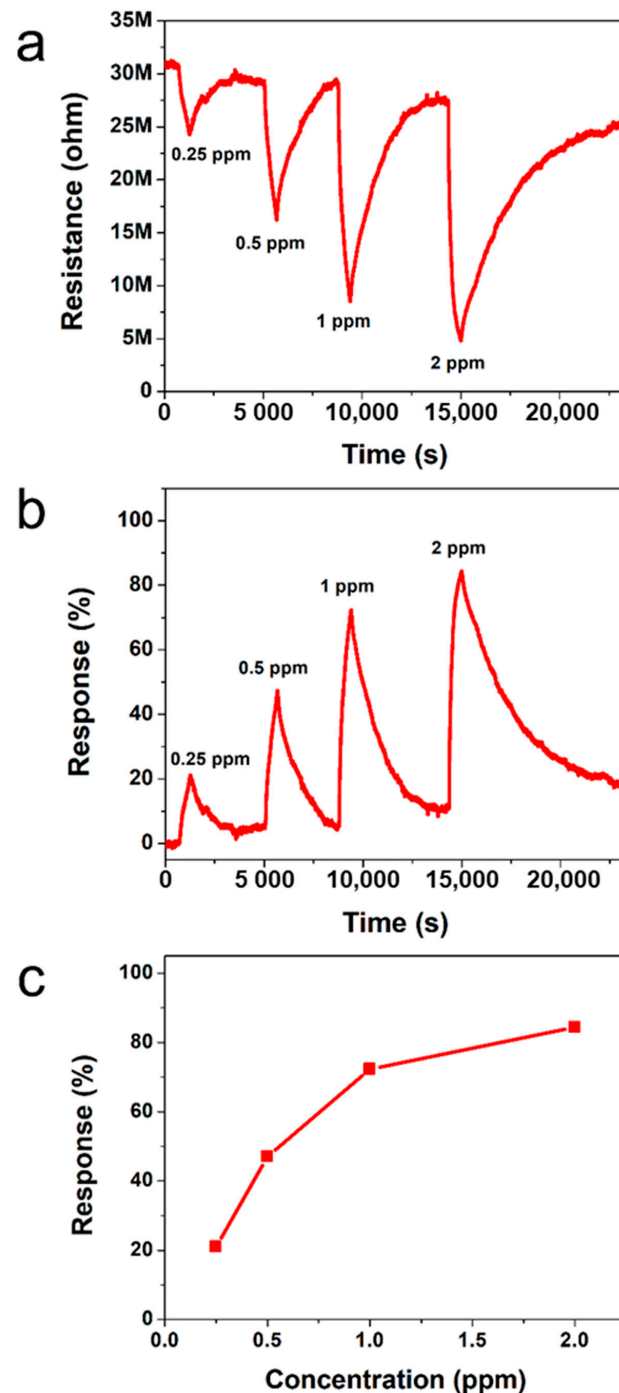 a
35M
30M
25M
20M
15M
10M
5M
0
Resistance (ohm)
0.25 ppm
0.5 ppm
1 ppm
2 ppm
0 5 000 10,000 15,000 20,000
Time (s)
b
100
80
60
40
20
0
Response (%)
0.25 ppm
0.5 ppm
1 ppm
2 ppm
0 5 000 10,000 15,000 20,000
Time (s)
c
100
80
60
40
20
0
Response (%)
0.0 0.5 1.0 1.5 2.0
Concentration (ppm)